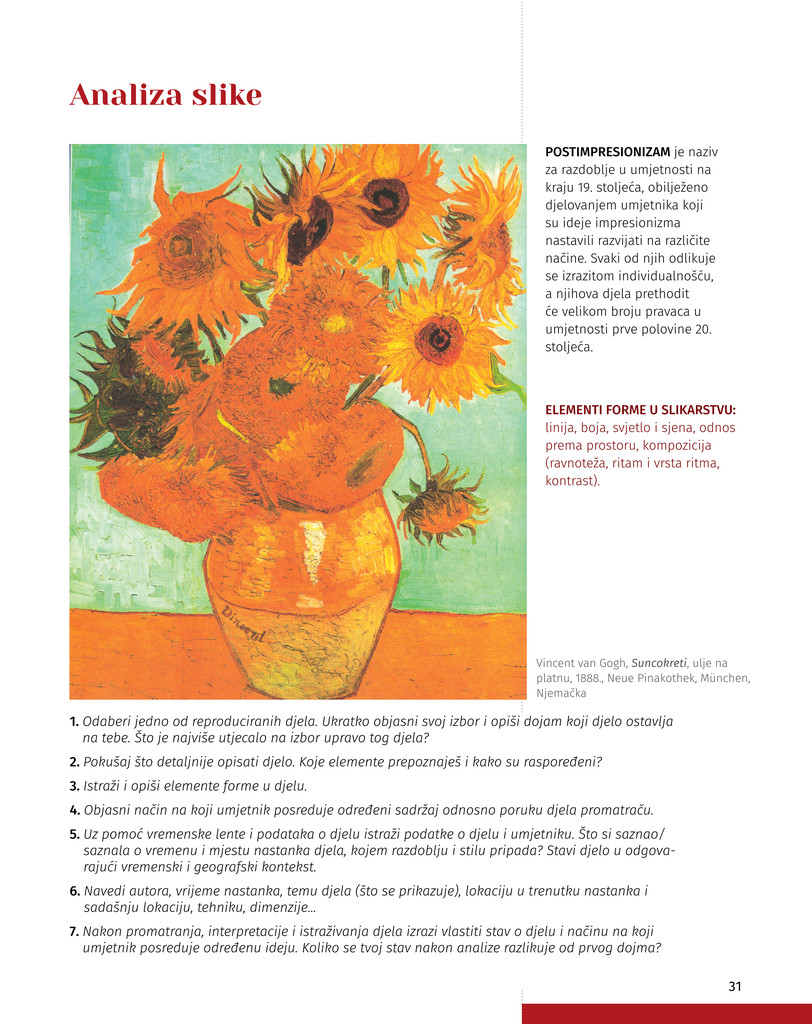 Analiza slike
POSTIMPRESIONIZAM je naziv
za razdoblje u umjetnosti na
kraju 19. stoljeća, obilježeno
djelovanjem umjetnika koji
su ideje impresionizma
nastavili razvijati na različite
načine. Svaki od njih odlikuje
se izrazitom individualnošću,
a njihova djela prethodit
će velikom broju pravaca u
umjetnosti prve polovine 20.
stoljeća.
ELEMENTI FORME U SLIKARSTVU:
linija, boja, svjetlo i sjena, odnos
prema prostoru, kompozicija
(ravnoteža, ritam i vrsta ritma,
kontrast).
Vincent
Vincent van Gogh, Suncokreti, ulje na
platnu, 1888., Neue Pinakothek, München,
Njemačka
1. Odaberi jedno od reproduciranih djela. Ukratko objasni svoj izbor i opiši dojam koji djelo ostavlja
na tebe. Što je najviše utjecalo na izbor upravo tog djela?
2. Pokušaj što detaljnije opisati djelo. Koje elemente prepoznaješ i kako su raspoređeni?
3. Istraži i opiši elemente forme u djelu.
4. Objasni način na koji umjetnik posreduje određeni sadržaj odnosno poruku djela promatraču.
5. Uz pomoć vremenske lente i podataka o djelu istraži podatke o djelu i umjetniku. Što si saznao/
saznala o vremenu i mjestu nastanka djela, kojem razdoblju i stilu pripada? Stavi djelo u odgova-
rajući vremenski i geografski kontekst.
6. Navedi autora, vrijeme nastanka, temu djela (što se prikazuje), lokaciju u trenutku nastanka i
sadašnju lokaciju, tehniku, dimenzije...
7. Nakon promatranja, interpretacije i istraživanja djela izrazi vlastiti stav o djelu i načinu na koji
umjetnik posreduje određenu ideju. Koliko se tvoj stav nakon analize razlikuje od prvog dojma?
31